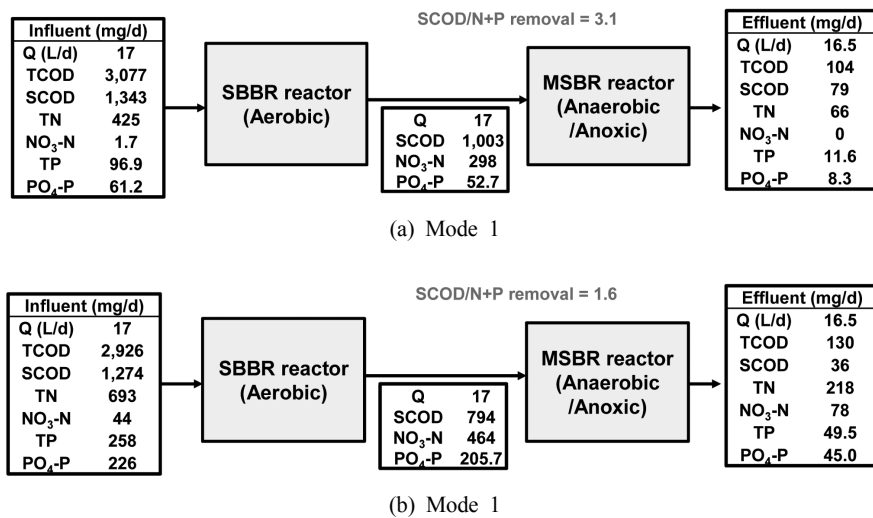 SCOD/N+P removal = 3.1
Influent (mg/d)
Q (L/d) 17
TCOD 3,077
SCOD 1,343
TN 425
NO3-N 1.7
TP 96.9
PO4-P 61.2
SBBR reactor
(Aerobic)
Q 17
SCOD 1,003
NO3-N 298
PO4-P 52.7
MSBR reactor
(Anaerobic
/Anoxic)
Effluent (mg/d)
Q (L/d) 16.5
TCOD 104
SCOD 79
TN 66
NO3-N 0
TP 11.6
PO4-P 8.3
(a) Mode 1
SCOD/N+P removal = 1.6
Influent (mg/d)
Q (L/d) 17
TCOD 2,926
SCOD 1,274
TN 693
NO3-N 44
TP 258
PO4-P 226
SBBR reactor
(Aerobic)
Q 17
SCOD 794
NO3-N 464
PO4-P 205.7
MSBR reactor
(Anaerobic
/Anoxic)
Effluent (mg/d)
Q (L/d) 16.5
TCOD 130
SCOD 36
TN 218
NO3-N 78
TP 49.5
PO4-P 45.0
(b) Mode 1